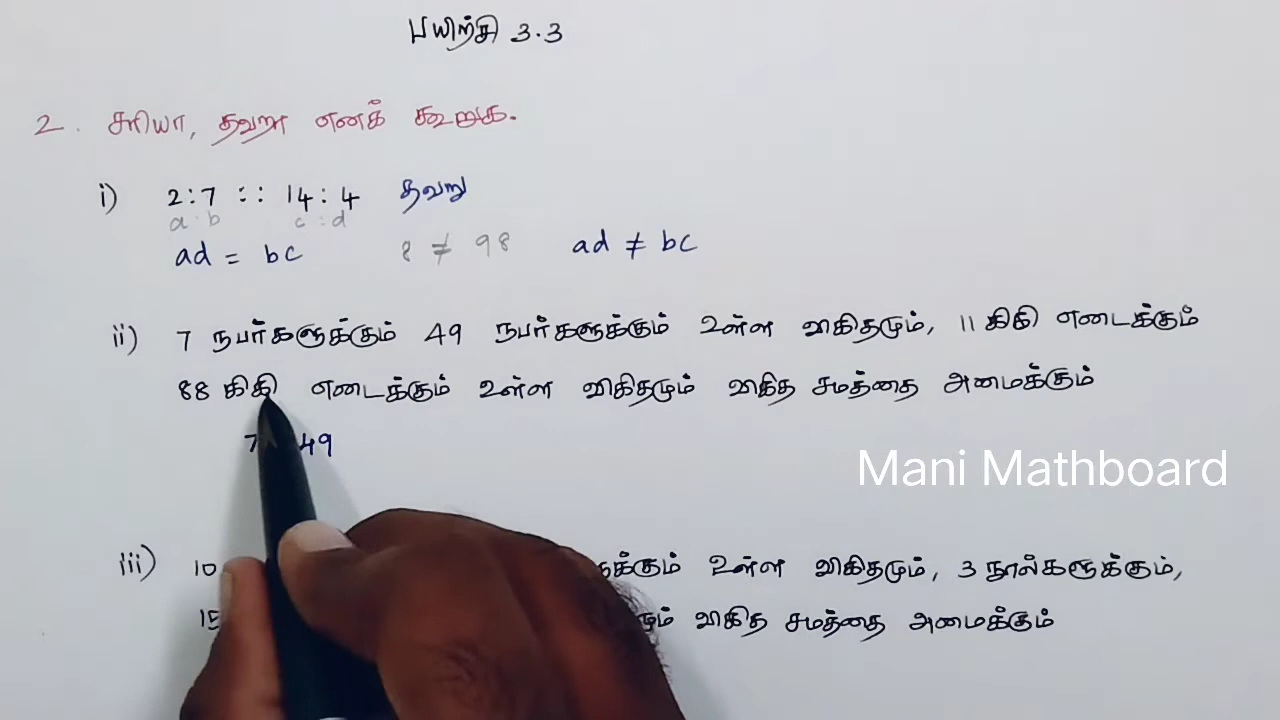 பயிற்சி 3.3
2. சரியா, தவறா எனக் கூறுக.
i) 2 : 7 :: 14 : 4 தவறு
a : b c : d
ad = bc 8 ≠ 98 ad ≠ bc
ii) 7 நபர்களுக்கும் 49 நபர்களுக்கும் உள்ள விகிதமும், 11 கிகி எடைக்கும்
88 கிகி எடைக்கும் உள்ள விகிதமும் விகித சமத்தை அமைக்கும்
7 49
Mani Mathboard
iii) 10 உள்ள விகிதமும், 3 நூல்களுக்கும்,
15 விகித சமத்தை அமைக்கும்